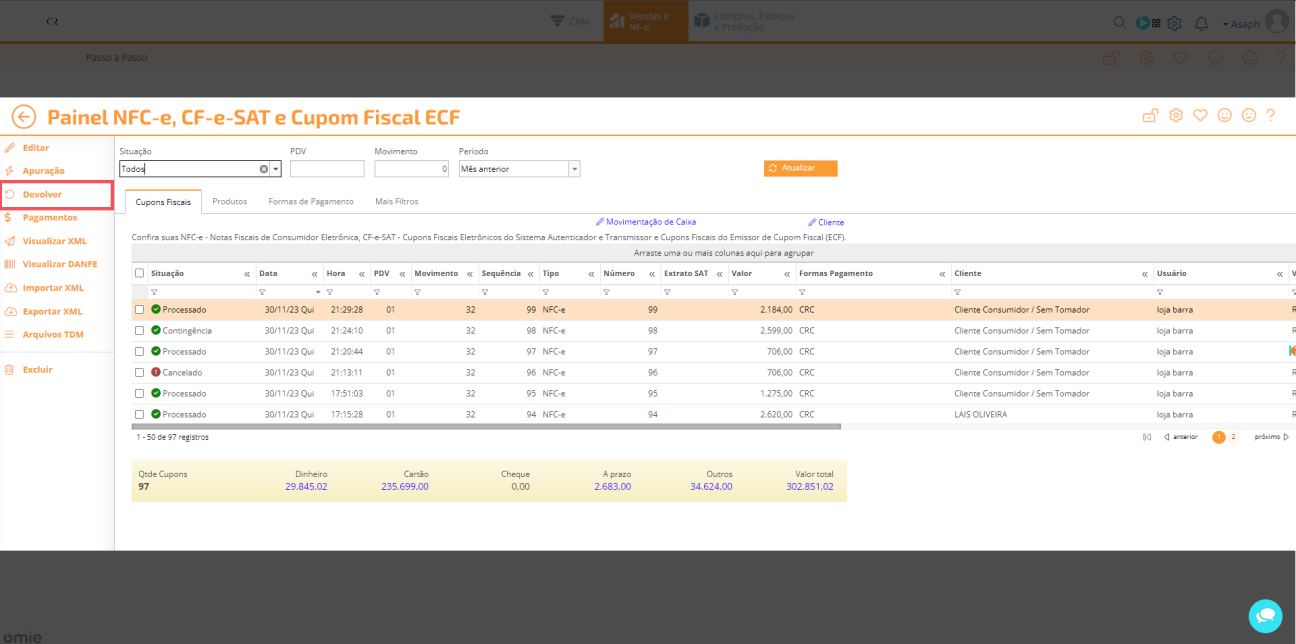 CR
CRM
Vendas e
NF-e
Compras, Estoque
e Produção
Asaph
Passo a Passo
Painel NFC-e, CF-e-SAT e Cupom Fiscal ECF
Editar
Apuração
Devolver
Pagamentos
Visualizar XML
Visualizar DANFE
Importar XML
Exportar XML
Arquivos TDM
Excluir
Situação PDV Movimento Período
Todos 0 Mês anterior Atualizar
Cupons Fiscais Produtos Formas de Pagamento Mais Filtros
Movimentação de Caixa Cliente
Confira suas NFC-e - Notas Fiscais de Consumidor Eletrônica, CF-e-SAT - Cupons Fiscais Eletrônicos do Sistema Autenticador e Transmissor e Cupons Fiscais do Emissor de Cupom Fiscal (ECF).
Arraste uma ou mais colunas aqui para agrupar
Situação Data Hora PDV Movimento Sequência Tipo Número Extrato SAT Valor Formas Pagamento Cliente Usuário V
Processado 30/11/23 Qui 21:29:28 01 32 99 NFC-e 99 2.184,00 CRC Cliente Consumidor / Sem Tomador loja barra R
Contingência 30/11/23 Qui 21:24:10 01 32 98 NFC-e 98 2.599,00 CRC Cliente Consumidor / Sem Tomador loja barra R
Processado 30/11/23 Qui 21:20:44 01 32 97 NFC-e 97 706,00 CRC Cliente Consumidor / Sem Tomador loja barra
Cancelado 30/11/23 Qui 21:13:11 01 32 96 NFC-e 96 706,00 CRC Cliente Consumidor / Sem Tomador loja barra R
Processado 30/11/23 Qui 17:51:03 01 32 95 NFC-e 95 1.275,00 CRC Cliente Consumidor / Sem Tomador loja barra R
Processado 30/11/23 Qui 17:15:28 01 32 94 NFC-e 94 2.620,00 CRC LAIS OLIVEIRA loja barra R
1 - 50 de 97 registros anterior 1 2 próximo
Qtde Cupons Dinheiro Cartão Cheque A prazo Outros Valor total
97 29.845,02 235.699,00 0,00 2.683,00 34.624,00 302.851,02
omie